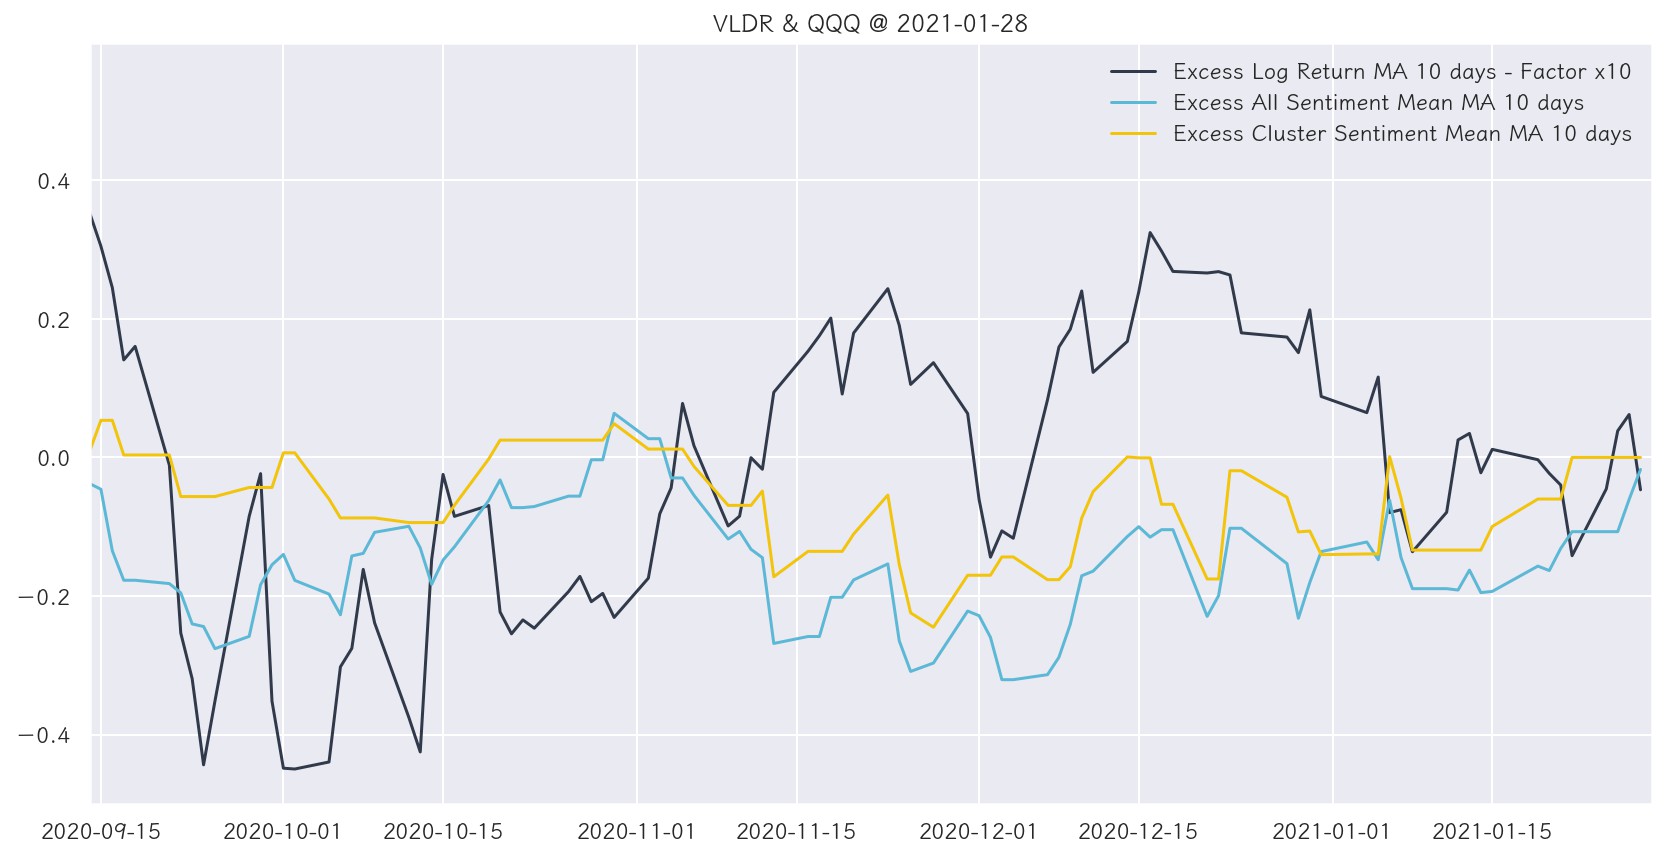 VLDR & QQQ @ 2021-01-28
Excess Log Return MA 10 days - Factor x10
Excess All Sentiment Mean MA 10 days
Excess Cluster Sentiment Mean MA 10 days
0.4
0.2
0.0
−0.2
−0.4
2020-09-15 2020-10-01 2020-10-15 2020-11-01 2020-11-15 2020-12-01 2020-12-15 2021-01-01 2021-01-15